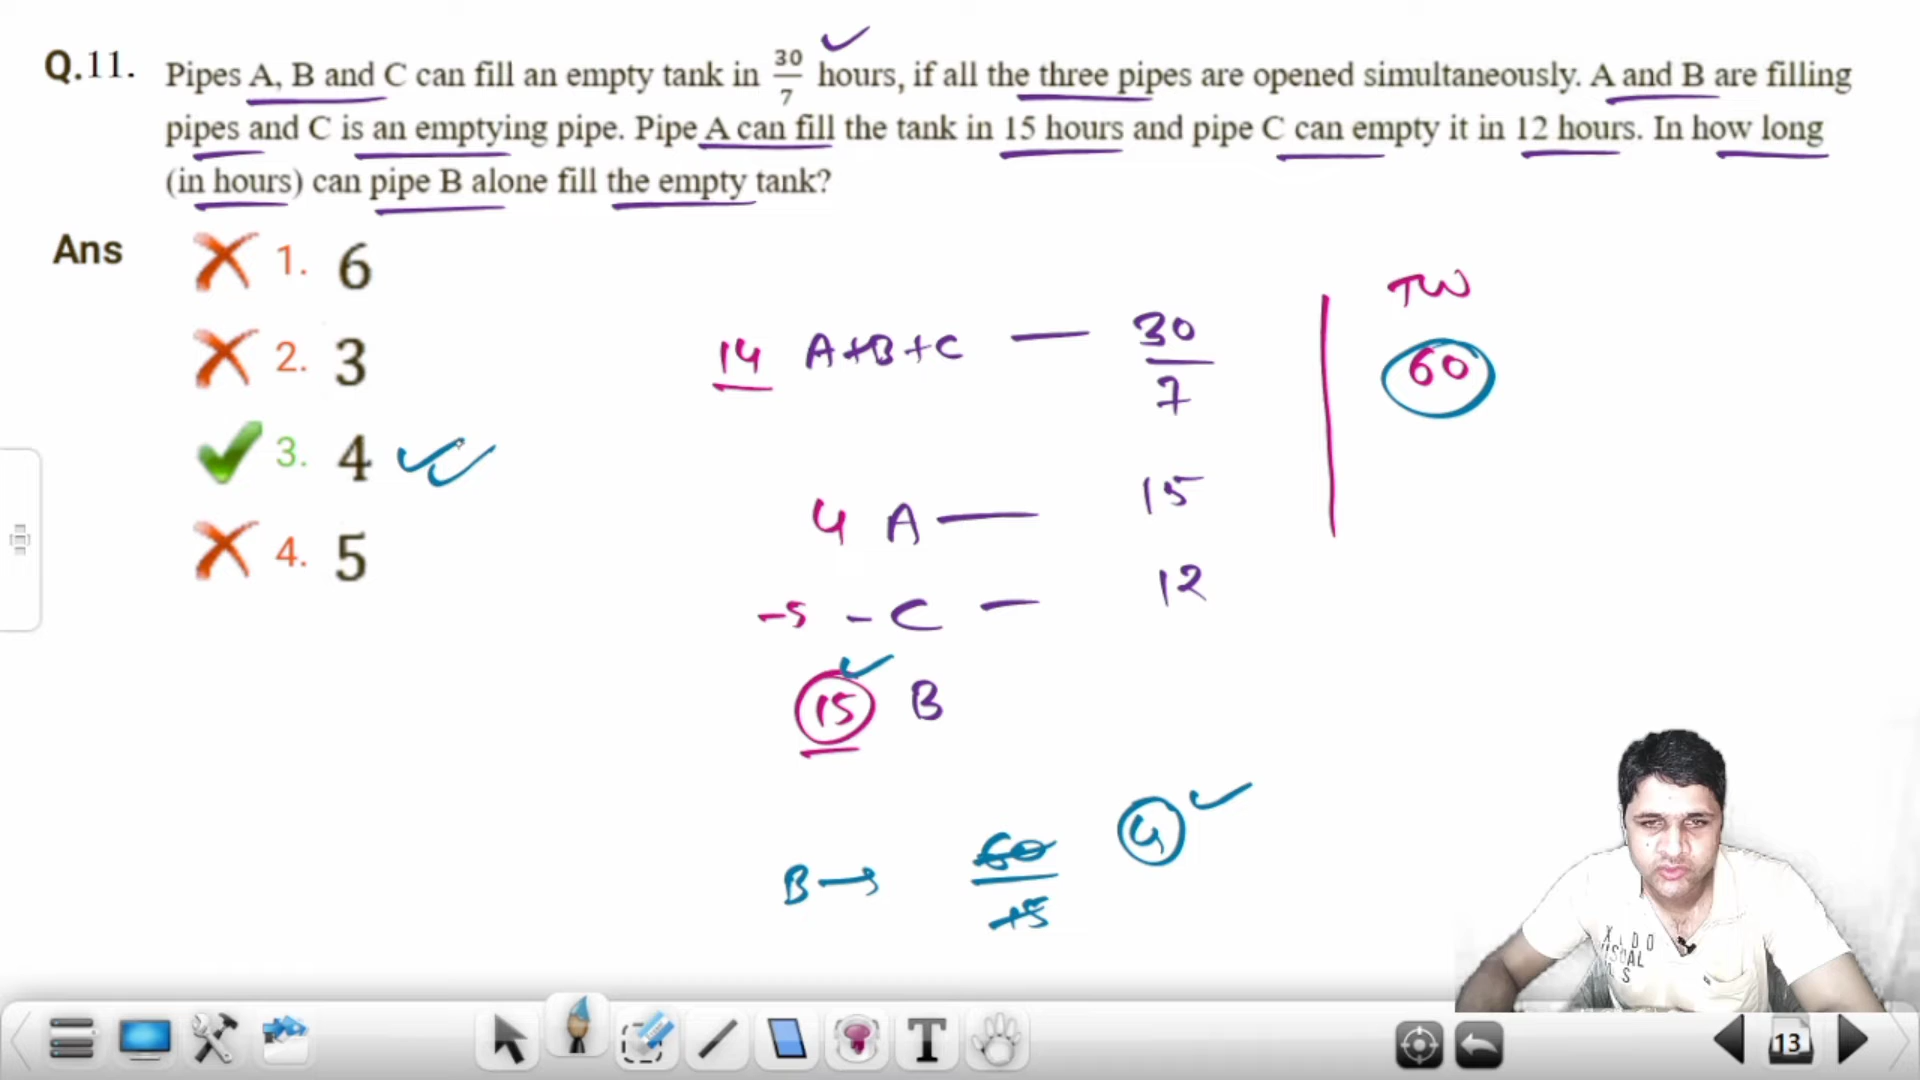 Q.11. Pipes A, B and C can fill an empty tank in 30/7 hours, if all the three pipes are opened simultaneously. A and B are filling
pipes and C is an emptying pipe. Pipe A can fill the tank in 15 hours and pipe C can empty it in 12 hours. In how long
(in hours) can pipe B alone fill the empty tank?
Ans
1. 6
2. 3
3. 4
4. 5
TW
60
14 A+B+C — 30/7
4 A — 15
-5 - C — 12
15 B
B→ 60/15 4
T
13